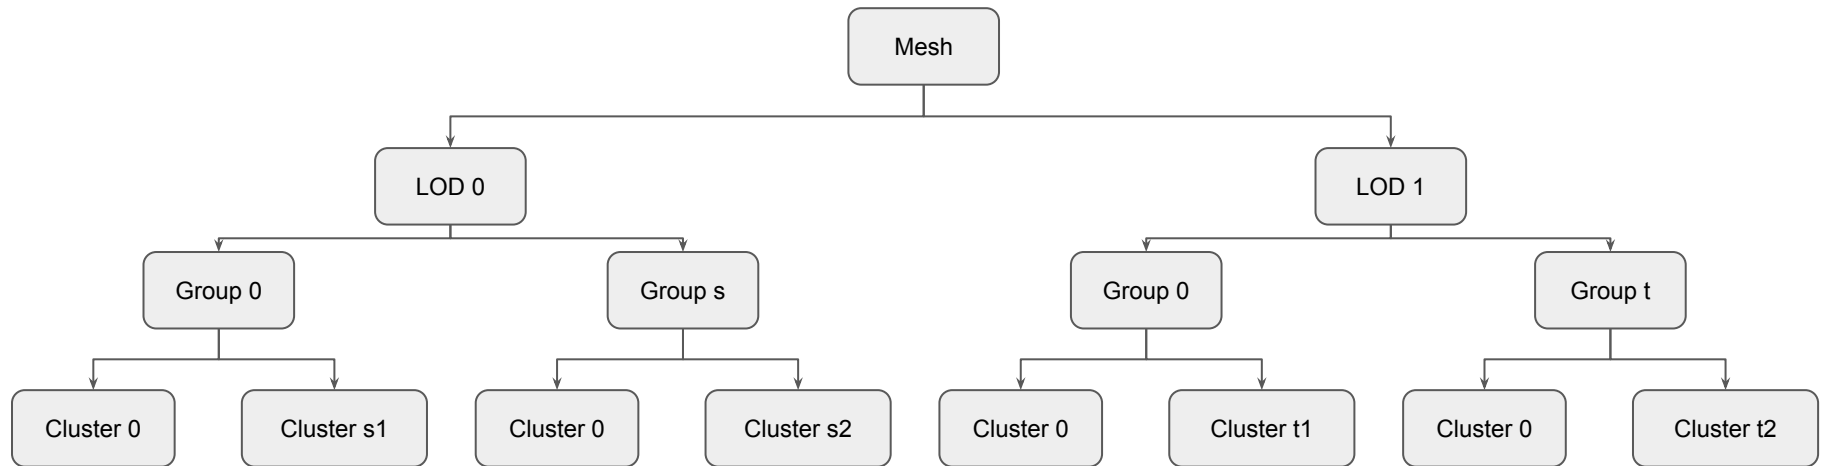 Mesh
LOD 0
LOD 1
Group 0
Group s
Group 0
Group t
Cluster 0
Cluster s1
Cluster 0
Cluster s2
Cluster 0
Cluster t1
Cluster 0
Cluster t2